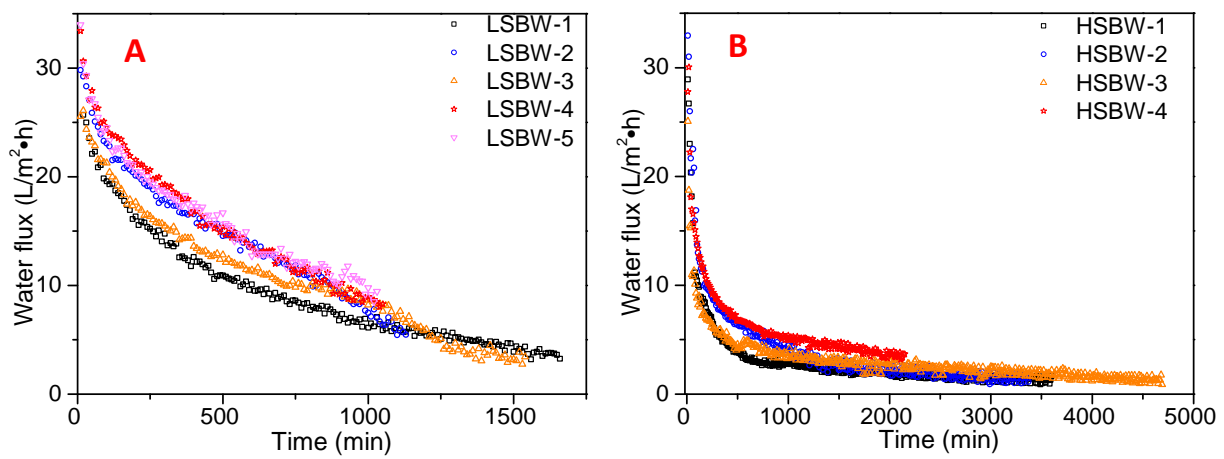 A
LSBW-1
LSBW-2
LSBW-3
LSBW-4
LSBW-5
30
20
10
0
Water flux (L/m²•h)
0 500 1000 1500
Time (min)
B
HSBW-1
HSBW-2
HSBW-3
HSBW-4
30
20
10
0
Water flux (L/m²•h)
0 1000 2000 3000 4000 5000
Time (min)